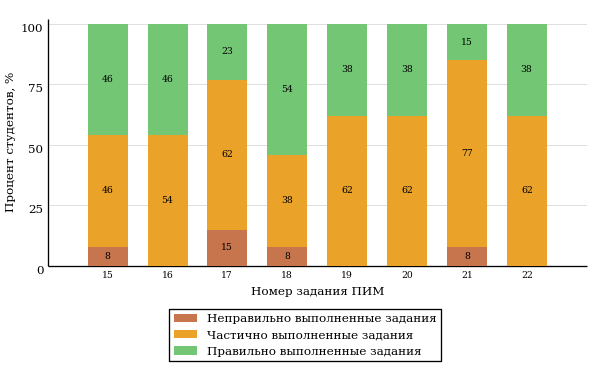 100
46 46 23 54 38 38 15 38
75
46 54 62 38 62 62 77 62
50
25
8 15 8 8
0
15 16 17 18 19 20 21 22
Процент студентов, %
Номер задания ПИМ
Неправильно выполненные задания
Частично выполненные задания
Правильно выполненные задания